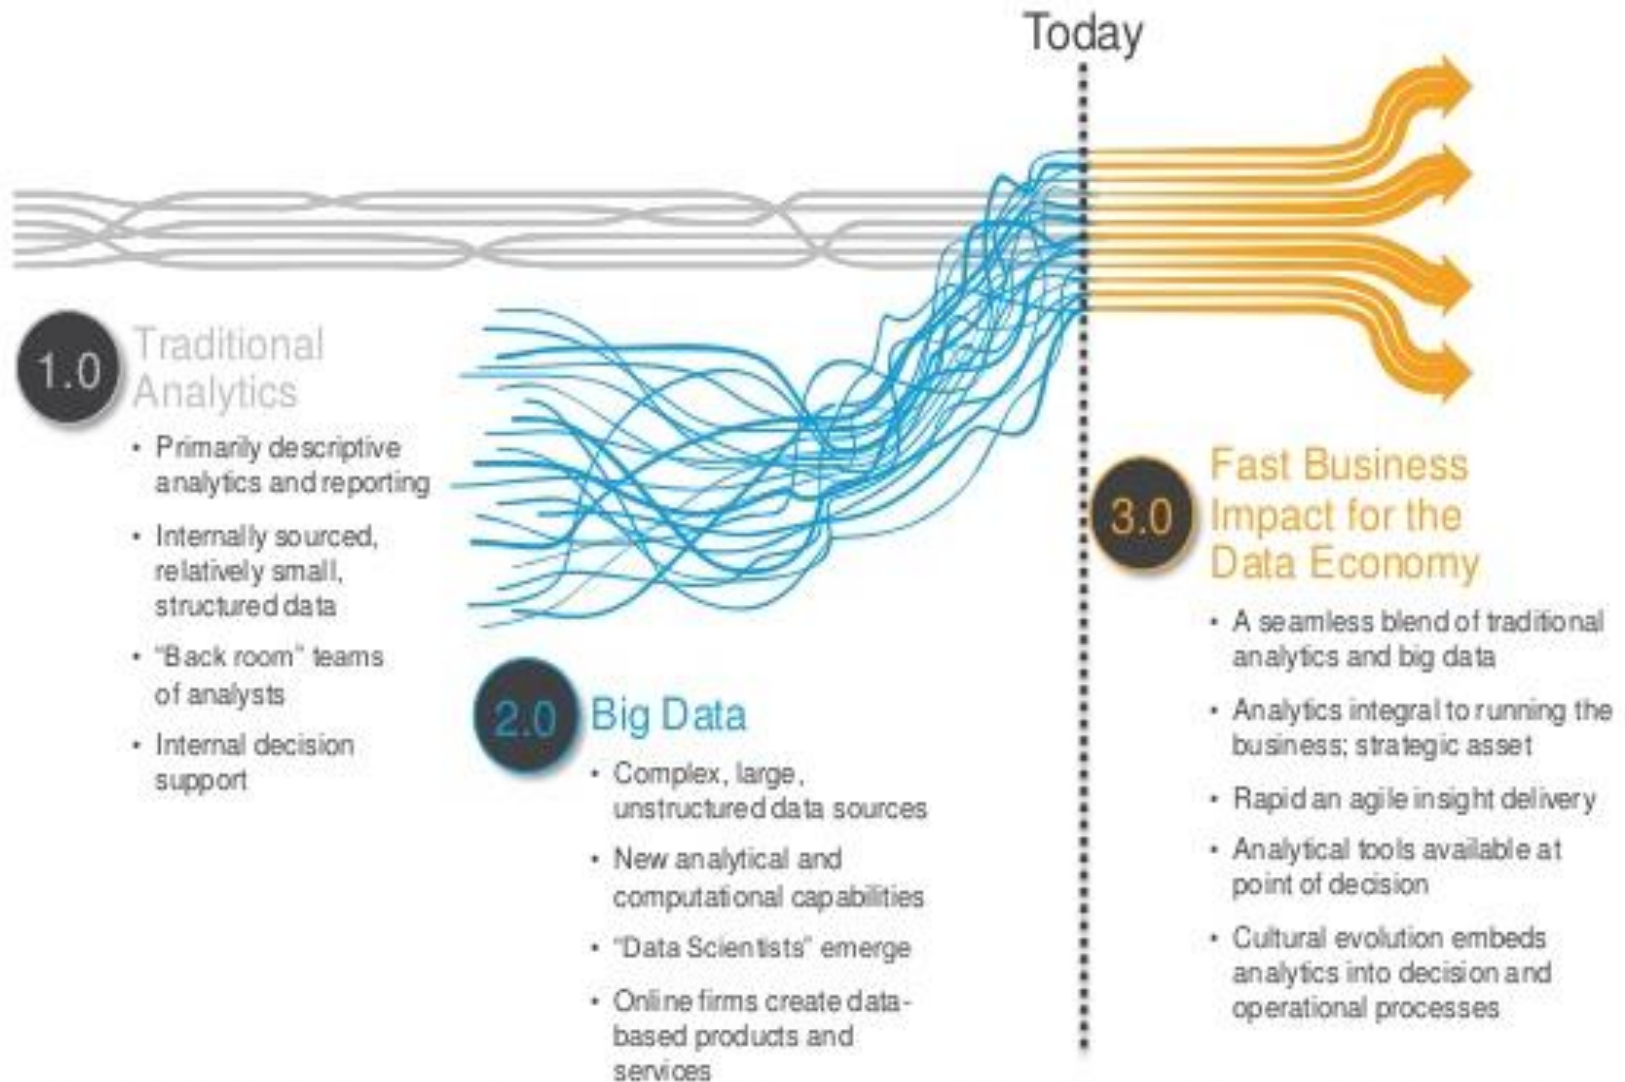 Today
1.0
Traditional
Analytics
• Primarily descriptive
analytics and reporting
• Internally sourced,
relatively small,
structured data
• “Back room” teams
of analysts
• Internal decision
support
2.0
Big Data
• Complex, large,
unstructured data sources
• New analytical and
computational capabilities
• “Data Scientists” emerge
• Online firms create data-
based products and
services
3.0
Fast Business
Impact for the
Data Economy
• A seamless blend of traditional
analytics and big data
• Analytics integral to running the
business; strategic asset
• Rapid an agile insight delivery
• Analytical tools available at
point of decision
• Cultural evolution embeds
analytics into decision and
operational processes